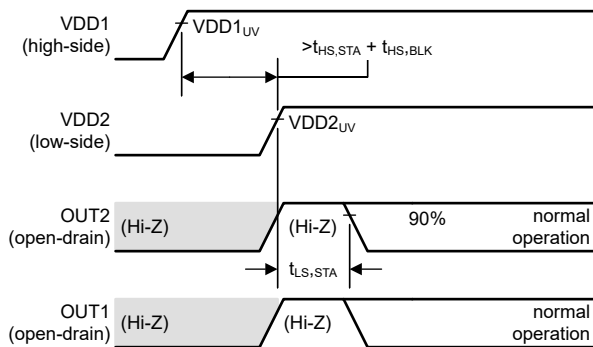 VDD1
(high-side)
VDD1UV
>tHS,STA + tHS,BLK
VDD2
(low-side)
VDD2UV
OUT2
(open-drain)
(Hi-Z)
(Hi-Z)
90%
normal
operation
tLS,STA
OUT1
(open-drain)
(Hi-Z)
(Hi-Z)
normal
operation